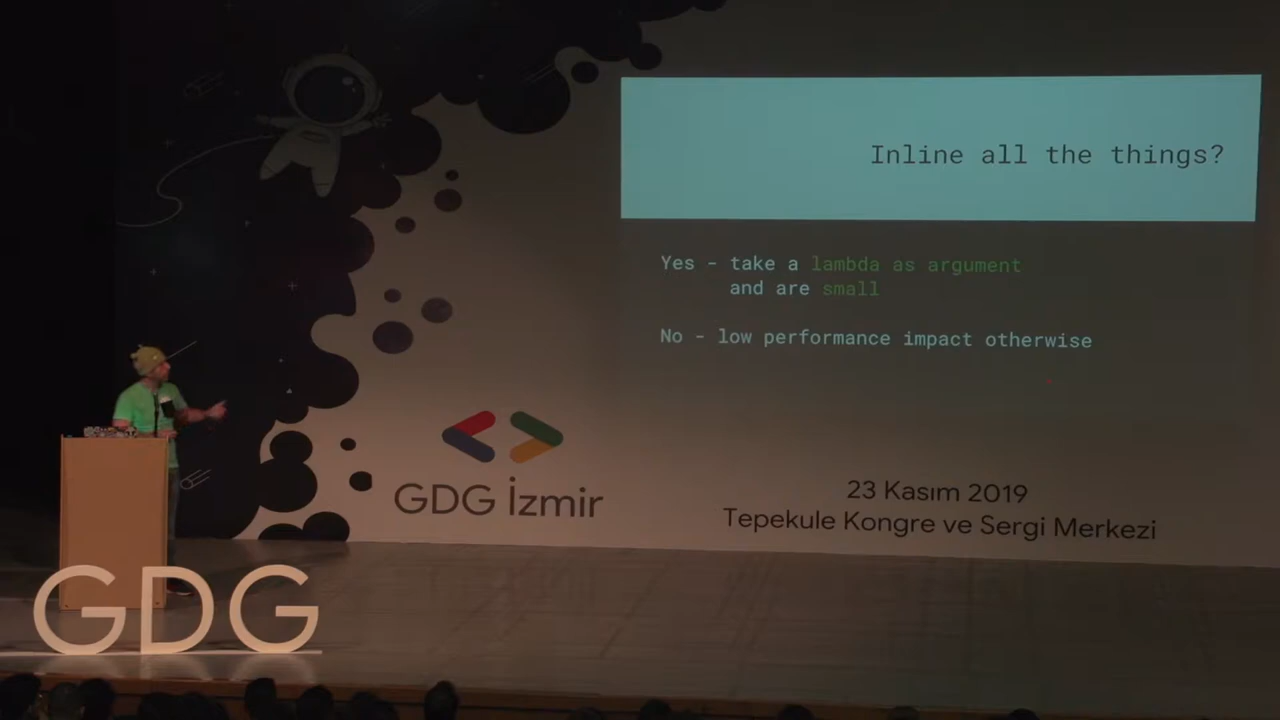 Inline all the things?
Yes - take a lambda as argument
and are small
No - low performance impact otherwise
GDG İzmir
23 Kasım 2019
Tepekule Kongre ve Sergi Merkezi
GDG